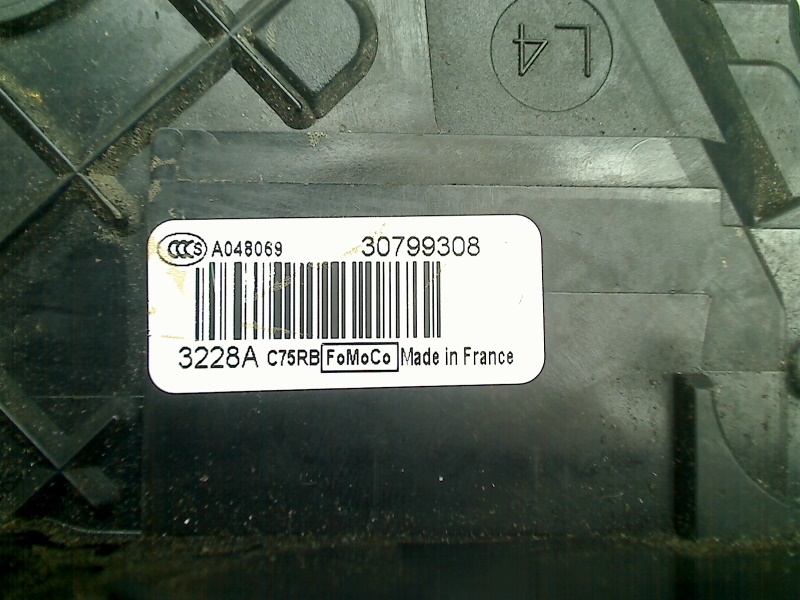 L4
CCCS A048069 30799308
3228A C75RB FoMoCo Made in France